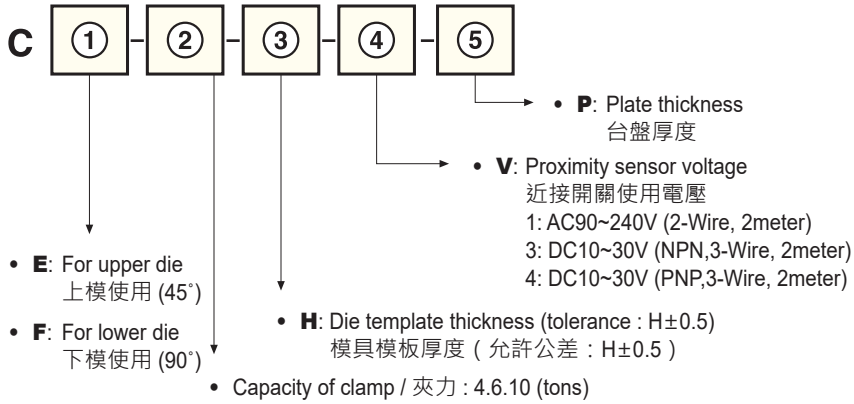 C ① - ② - ③ - ④ - ⑤
• P: Plate thickness
台盤厚度
• V: Proximity sensor voltage
近接開關使用電壓
1: AC90~240V (2-Wire, 2meter)
3: DC10~30V (NPN,3-Wire, 2meter)
4: DC10~30V (PNP,3-Wire, 2meter)
• E: For upper die
上模使用 (45˚)
• F: For lower die
下模使用 (90˚)
• H: Die template thickness (tolerance : H±0.5)
模具模板厚度 ( 允許公差 : H±0.5 )
• Capacity of clamp / 夾力 : 4.6.10 (tons)